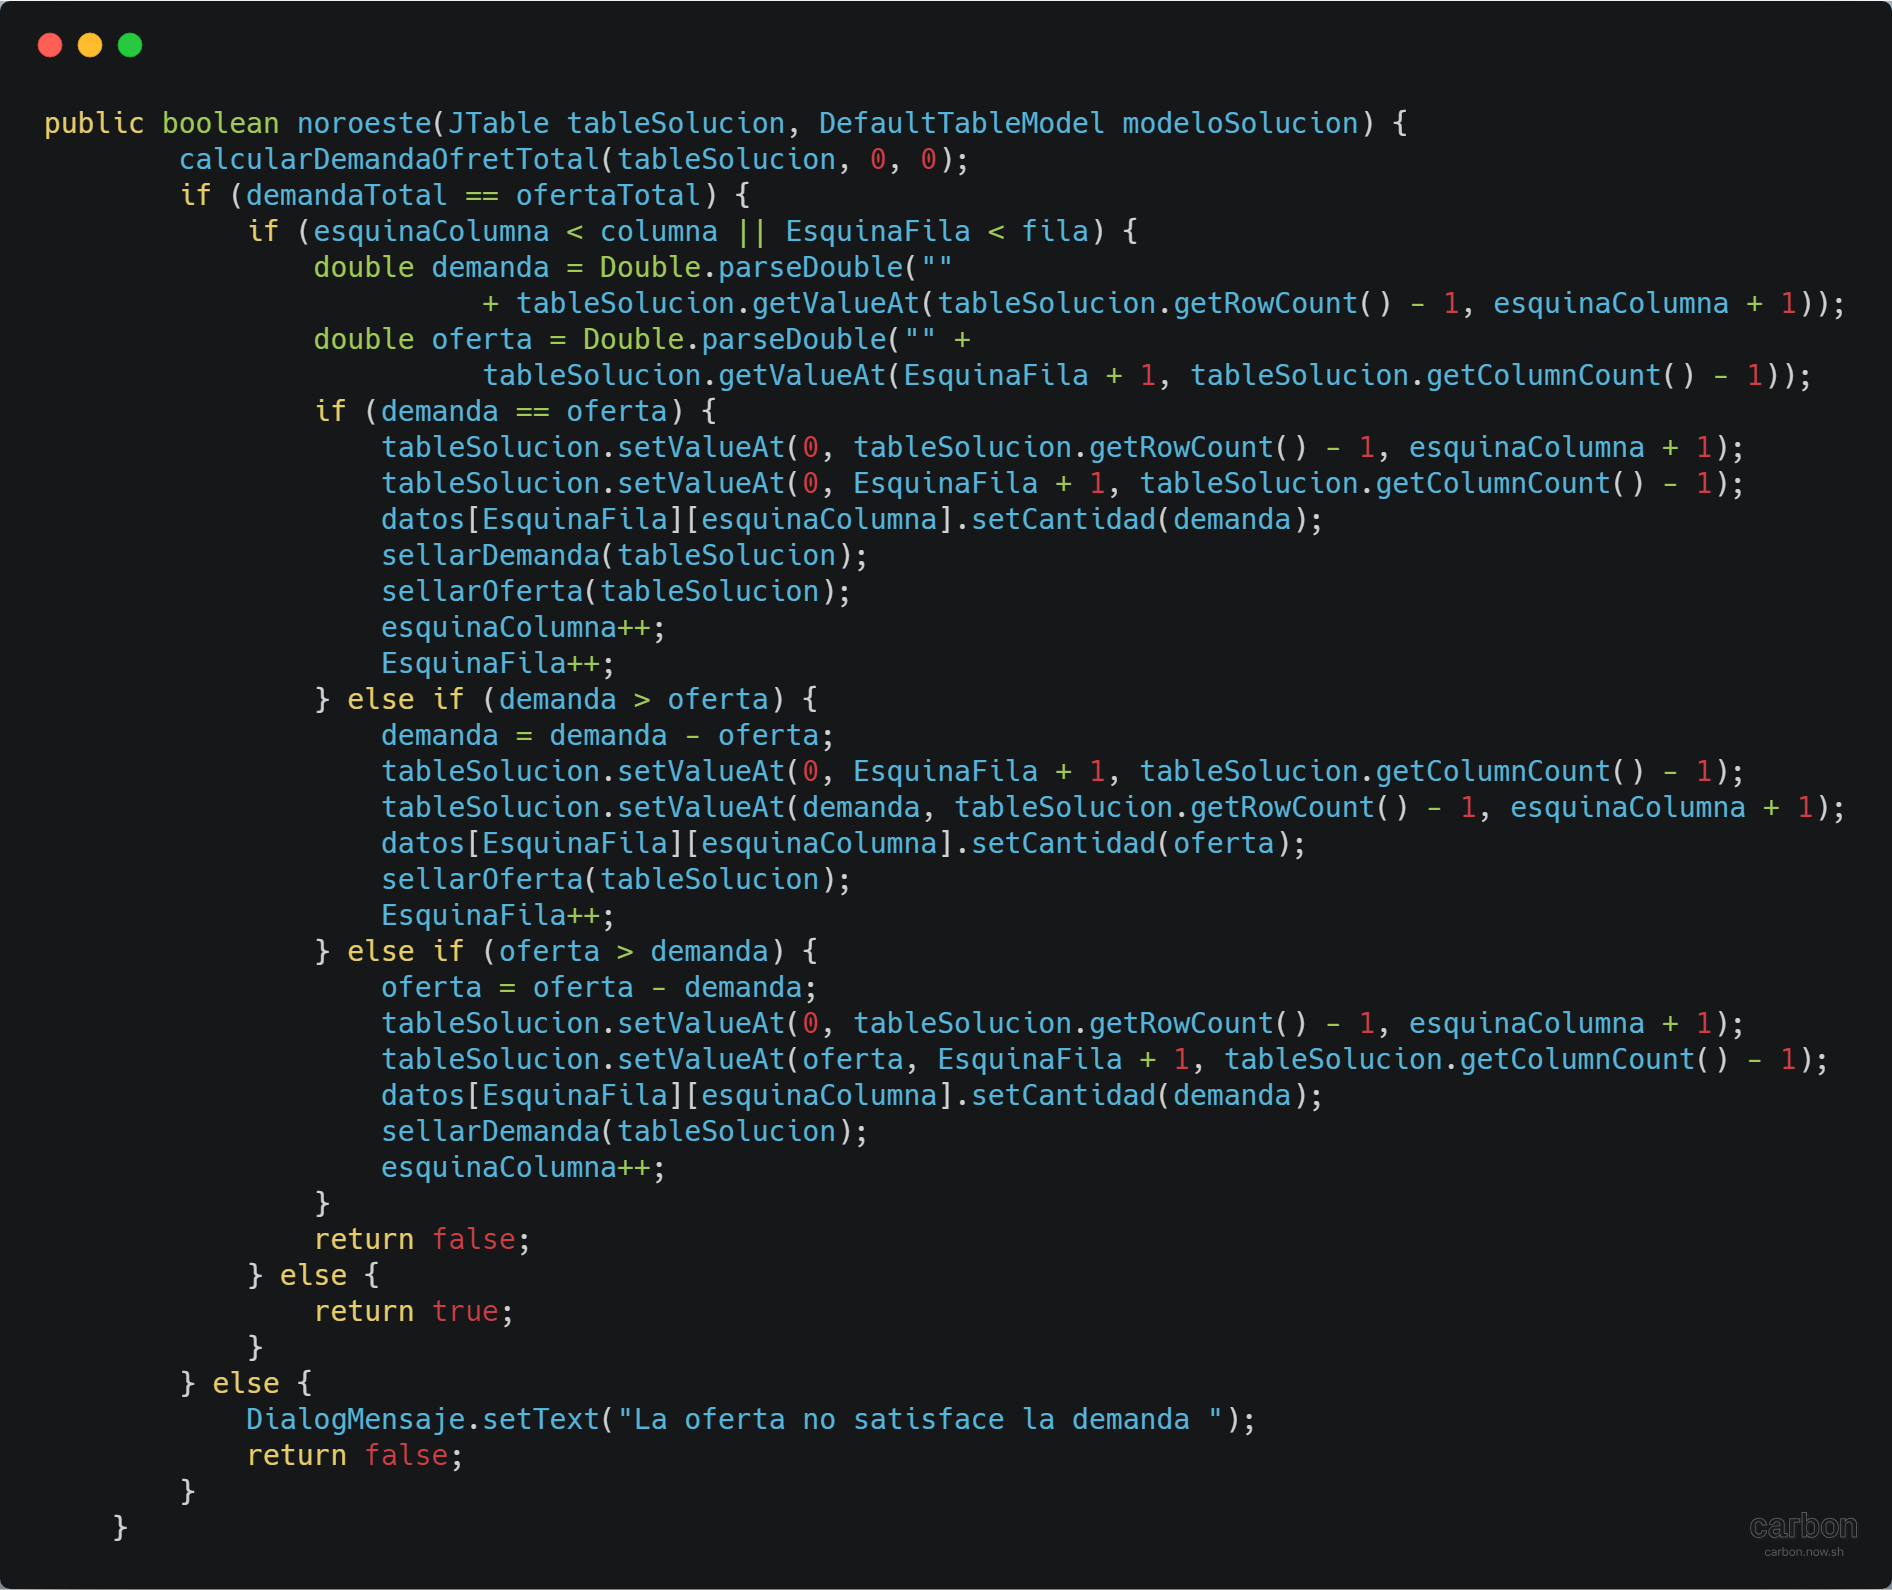 public boolean noroeste(JTable tableSolucion, DefaultTableModel modeloSolucion) {
        calcularDemandaOfretTotal(tableSolucion, 0, 0);
        if (demandaTotal == ofertaTotal) {
            if (esquinaColumna < columna || EsquinaFila < fila) {
                double demanda = Double.parseDouble(""
                          + tableSolucion.getValueAt(tableSolucion.getRowCount() - 1, esquinaColumna + 1));
                double oferta = Double.parseDouble("" +
                          tableSolucion.getValueAt(EsquinaFila + 1, tableSolucion.getColumnCount() - 1));
                if (demanda == oferta) {
                    tableSolucion.setValueAt(0, tableSolucion.getRowCount() - 1, esquinaColumna + 1);
                    tableSolucion.setValueAt(0, EsquinaFila + 1, tableSolucion.getColumnCount() - 1);
                    datos[EsquinaFila][esquinaColumna].setCantidad(demanda);
                    sellarDemanda(tableSolucion);
                    sellarOferta(tableSolucion);
                    esquinaColumna++;
                    EsquinaFila++;
                } else if (demanda > oferta) {
                    demanda = demanda - oferta;
                    tableSolucion.setValueAt(0, EsquinaFila + 1, tableSolucion.getColumnCount() - 1);
                    tableSolucion.setValueAt(demanda, tableSolucion.getRowCount() - 1, esquinaColumna + 1);
                    datos[EsquinaFila][esquinaColumna].setCantidad(oferta);
                    sellarOferta(tableSolucion);
                    EsquinaFila++;
                } else if (oferta > demanda) {
                    oferta = oferta - demanda;
                    tableSolucion.setValueAt(0, tableSolucion.getRowCount() - 1, esquinaColumna + 1);
                    tableSolucion.setValueAt(oferta, EsquinaFila + 1, tableSolucion.getColumnCount() - 1);
                    datos[EsquinaFila][esquinaColumna].setCantidad(demanda);
                    sellarDemanda(tableSolucion);
                    esquinaColumna++;
                }
                return false;
            } else {
                return true;
            }
        } else {
            DialogMensaje.setText("La oferta no satisface la demanda ");
            return false;
        }
    }
carbon
carbon.now.sh